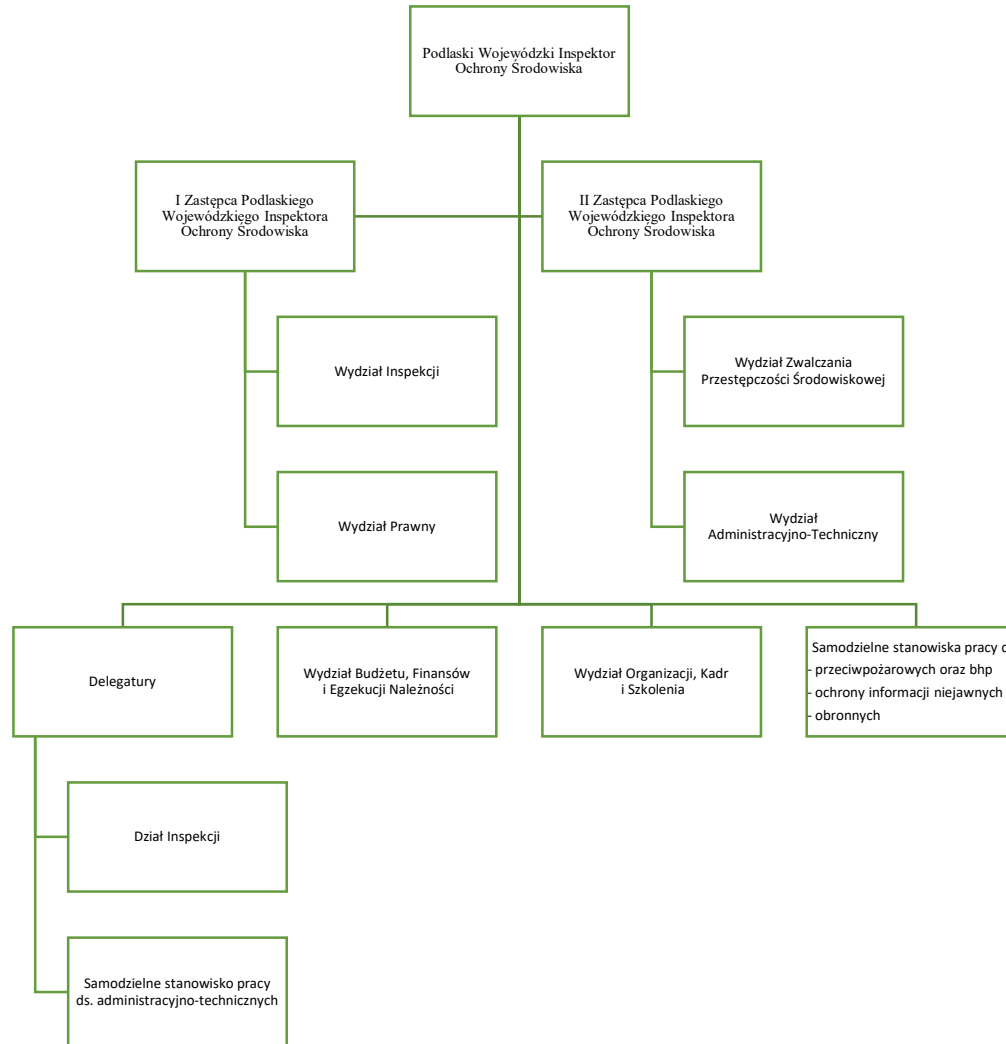 Podlaski Wojewódzki Inspektor
Ochrony Środowiska
I Zastępca Podlaskiego
Wojewódzkiego Inspektora
Ochrony Środowiska
II Zastępca Podlaskiego
Wojewódzkiego Inspektora
Ochrony Środowiska
Wydział Inspekcji
Wydział Zwalczania
Przestępczości Środowiskowej
Wydział Prawny
Wydział
Administracyjno-Techniczny
Delegatury
Wydział Budżetu, Finansów
i Egzekucji Należności
Wydział Organizacji, Kadr
i Szkolenia
Samodzielne stanowiska pracy
- przeciwpożarowych oraz bhp
- ochrony informacji niejawnych
- obronnych
Dział Inspekcji
Samodzielne stanowisko pracy
ds. administracyjno-technicznych